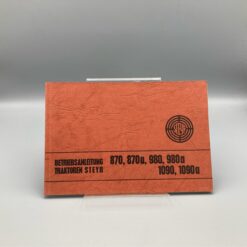 BETRIEBSANLEITUNG 870, 870a, 980, 980a
TRAKTOREN STEYR 1090, 1090a